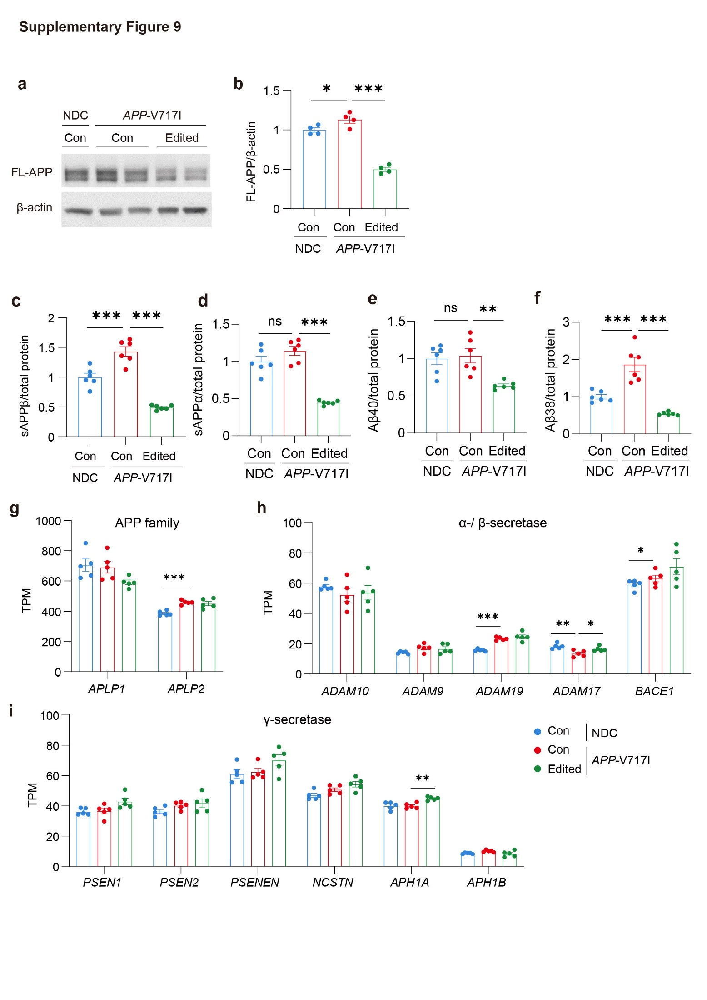 Supplementary Figure 9
a
NDC APP-V717I
Con Con Edited
FL-APP
β-actin
b
FL-APP/β-actin
1.5
1
0.5
0
* ***
Con Con Edited
NDC APP-V717I
c
sAPPβ/total protein
2
1.5
1
0.5
0
*** ***
Con Con Edited
NDC APP-V717I
d
sAPPα/total protein
1.5
1
0.5
0
ns ***
Con Con Edited
NDC APP-V717I
e
Aβ40/total protein
1.5
1
0.5
0
ns **
Con Con Edited
NDC APP-V717I
f
Aβ38/total protein
3
2
1
0
*** ***
Con Con Edited
NDC APP-V717I
g
APP family
TPM
1000
800
600
400
200
0
***
APLP1 APLP2
h
α-/ β-secretase
TPM
100
80
60
40
20
0
*** ** * *
ADAM10 ADAM9 ADAM19 ADAM17 BACE1
i
γ-secretase
TPM
100
80
60
40
20
0
**
PSEN1 PSEN2 PSENEN NCSTN APH1A APH1B
Con NDC
Con
Edited APP-V717I